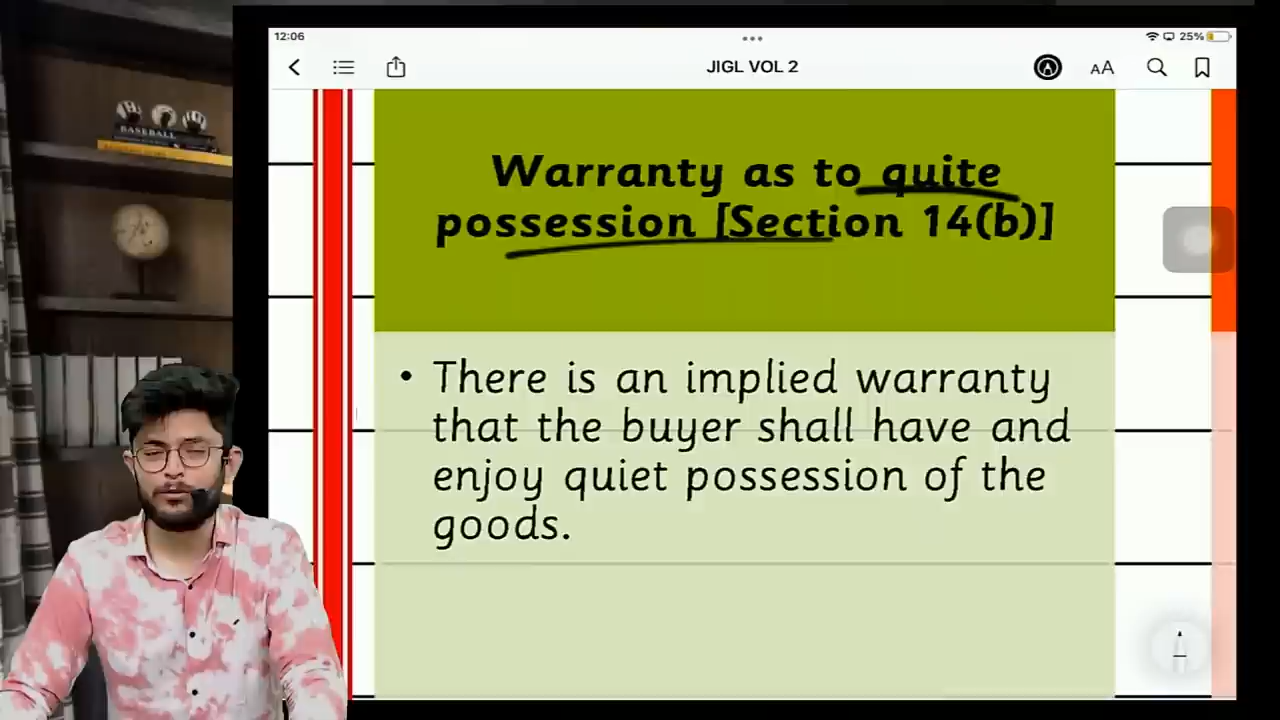 12:06
25%
JIGL VOL 2
AA
BASEBALL
Warranty as to quite
possession [Section 14(b)]
• There is an implied warranty
that the buyer shall have and
enjoy quiet possession of the
goods.